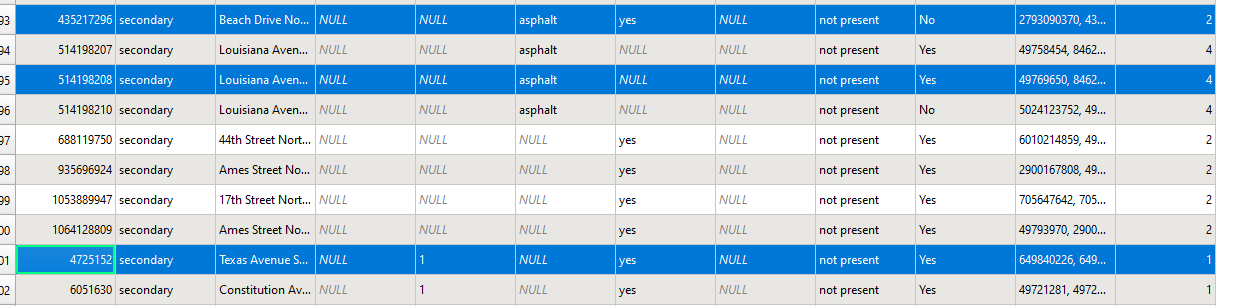 93 435217296 secondary Beach Drive No... NULL NULL asphalt yes NULL not present No 2793090370, 43... 2
94 514198207 secondary Louisiana Aven... NULL NULL asphalt NULL NULL not present Yes 49758454, 8462... 4
95 514198208 secondary Louisiana Aven... NULL NULL asphalt NULL NULL not present Yes 49769650, 8462... 4
96 514198210 secondary Louisiana Aven... NULL NULL asphalt NULL NULL not present No 5024123752, 49... 4
97 688119750 secondary 44th Street Nort... NULL NULL NULL yes NULL not present Yes 6010214859, 49... 2
98 935696924 secondary Ames Street No... NULL NULL NULL yes NULL not present Yes 2900167808, 49... 2
99 1053889947 secondary 17th Street Nort... NULL NULL NULL yes NULL not present Yes 705647642, 705... 2
00 1064128809 secondary Ames Street No... NULL NULL NULL yes NULL not present Yes 49793970, 2900... 2
01 4725152 secondary Texas Avenue S... NULL 1 NULL yes NULL not present Yes 649840226, 649... 1
02 6051630 secondary Constitution Av... NULL 1 NULL yes NULL not present Yes 49721281, 4972... 1